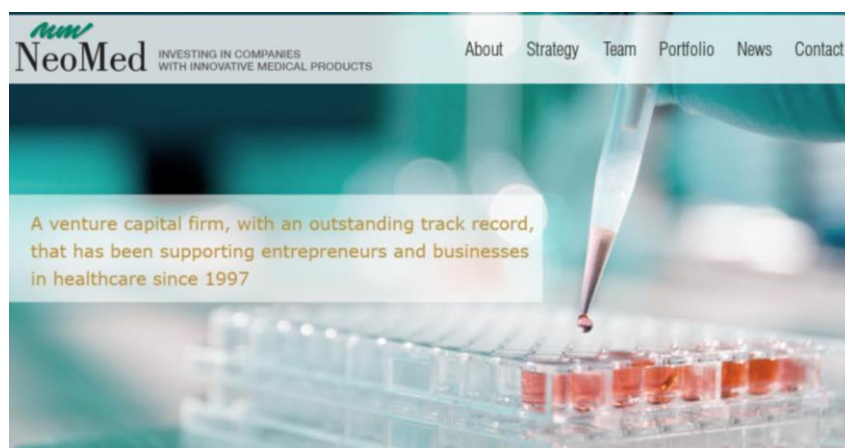 NeoMed
INVESTING IN COMPANIES
WITH INNOVATIVE MEDICAL PRODUCTS
About Strategy Team Portfolio News Contact
A venture capital firm, with an outstanding track record,
that has been supporting entrepreneurs and businesses
in healthcare since 1997